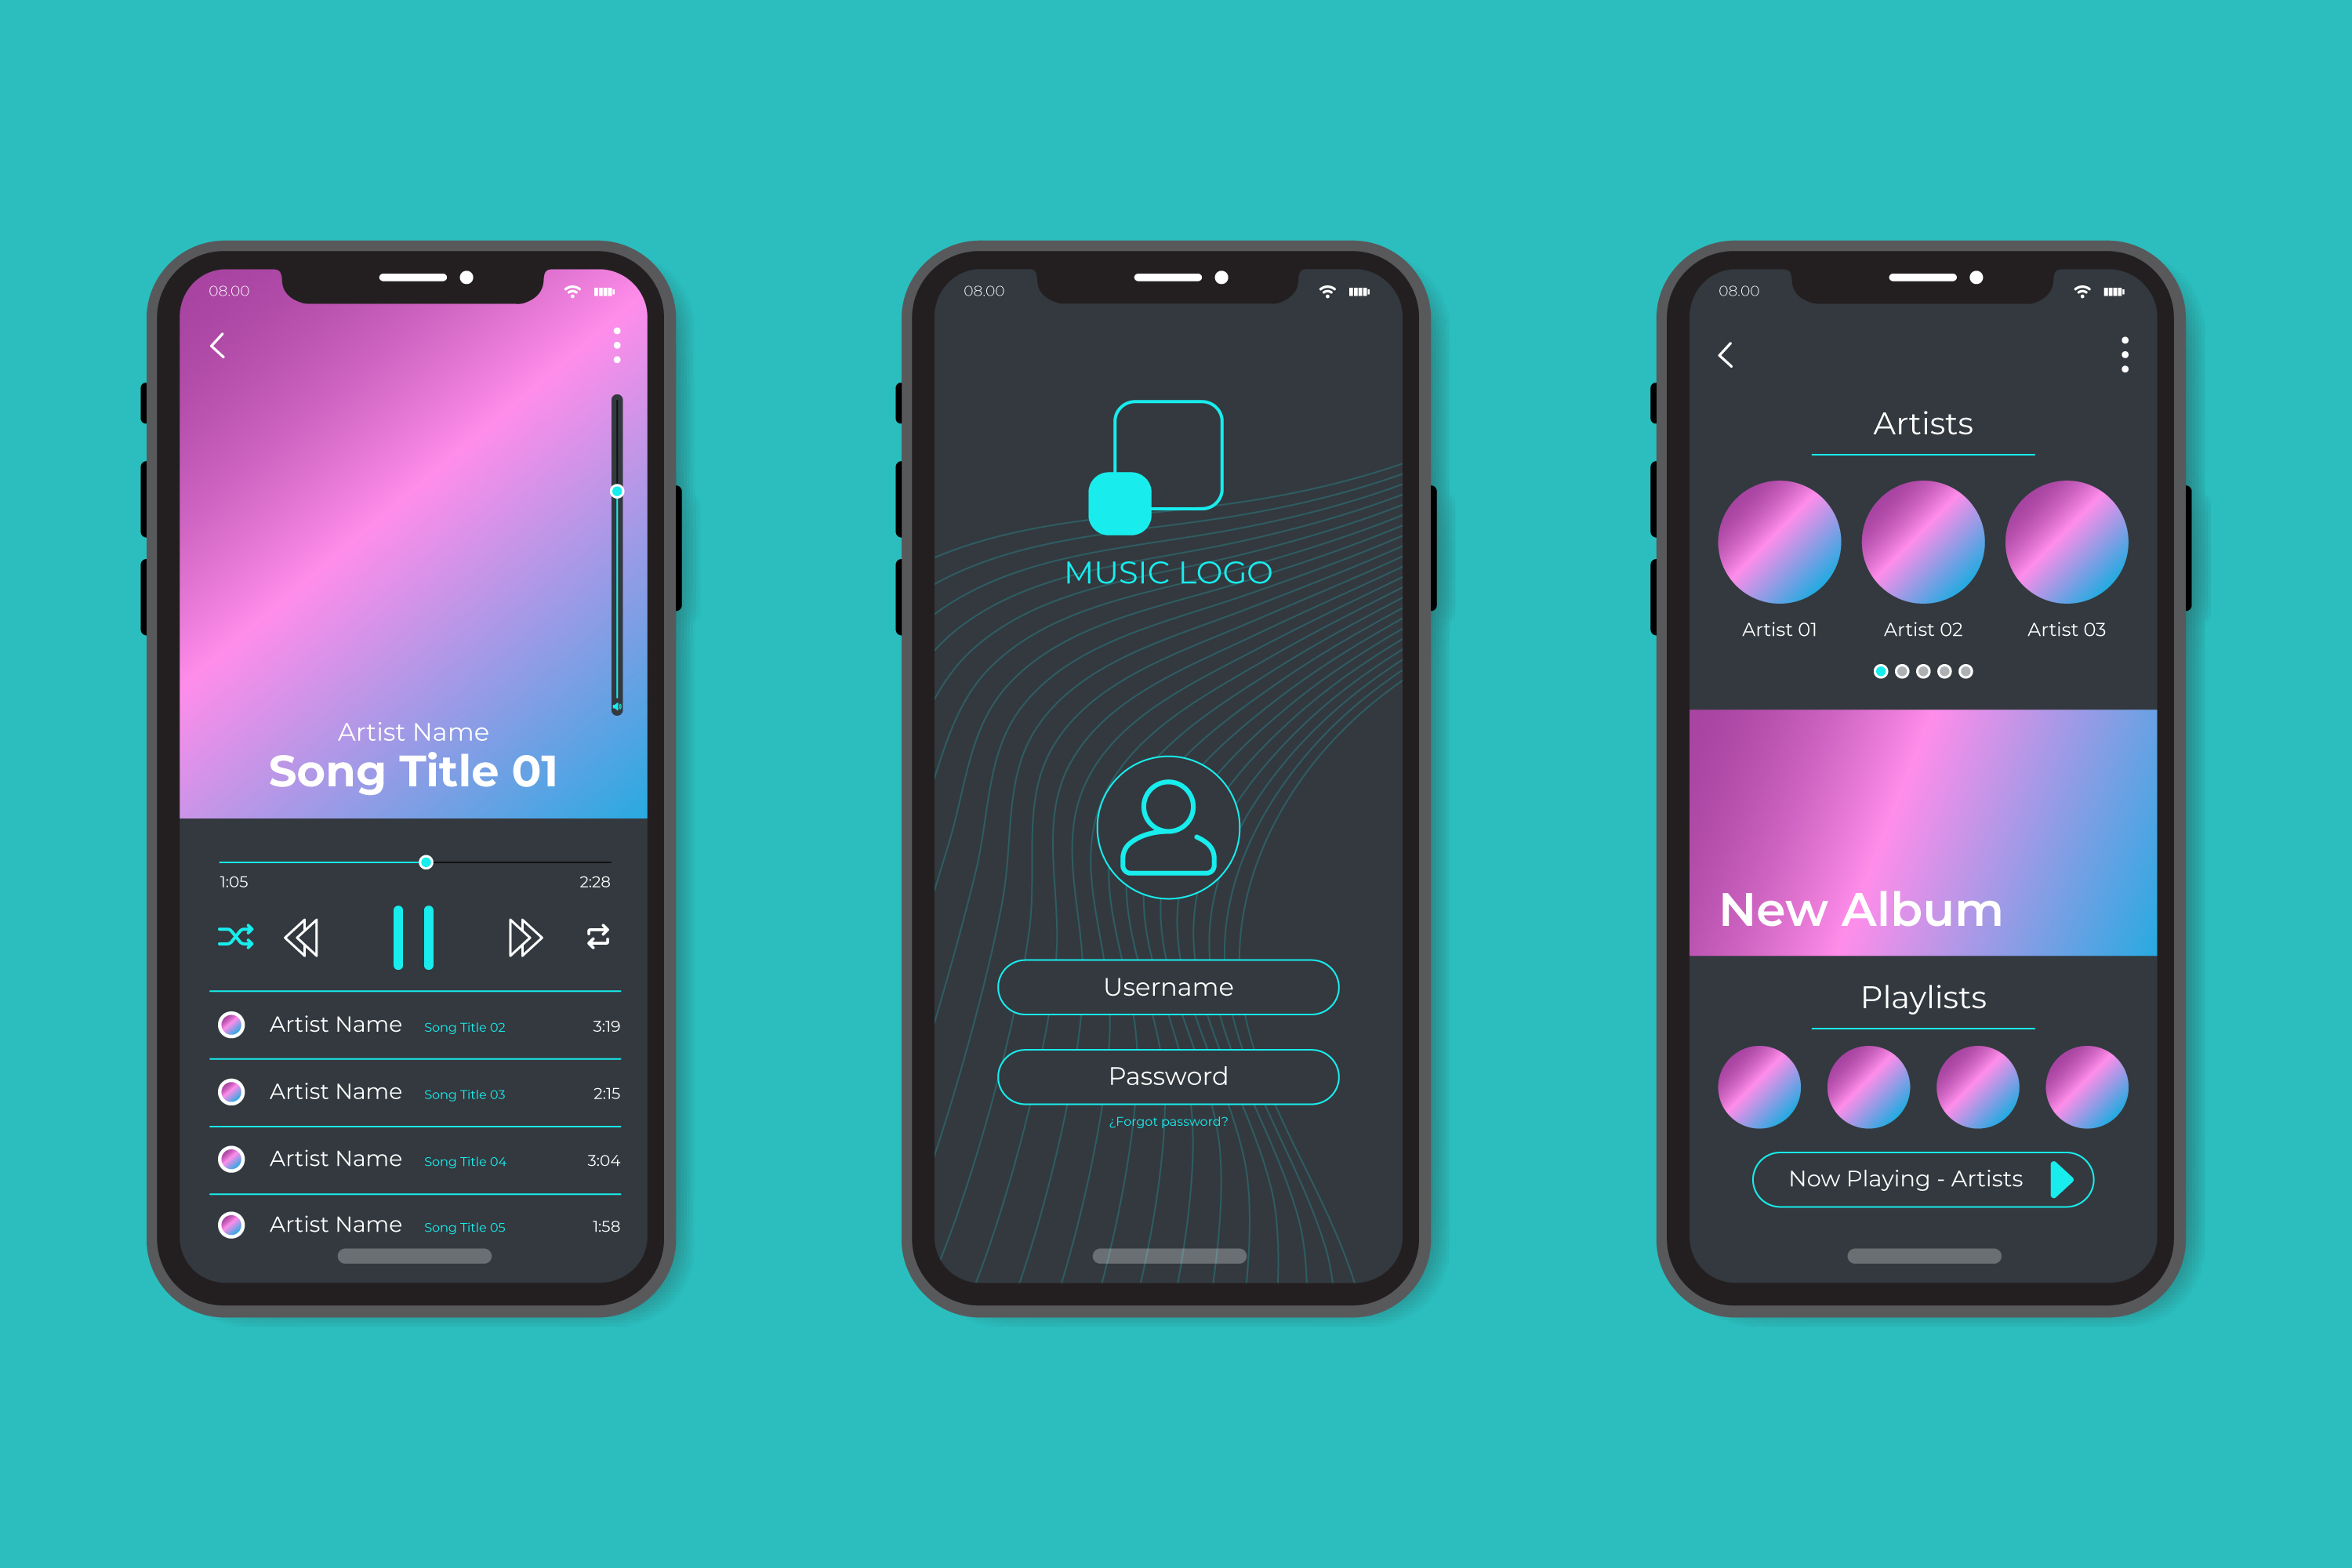 08.00
Artist Name
Song Title 01
1:05 2:28
Artist Name Song Title 02 3:19
Artist Name Song Title 03 2:15
Artist Name Song Title 04 3:04
Artist Name Song Title 05 1:58
08.00
MUSIC LOGO
Username
Password
¿Forgot password?
08.00
Artists
Artist 01 Artist 02 Artist 03
New Album
Playlists
Now Playing - Artists